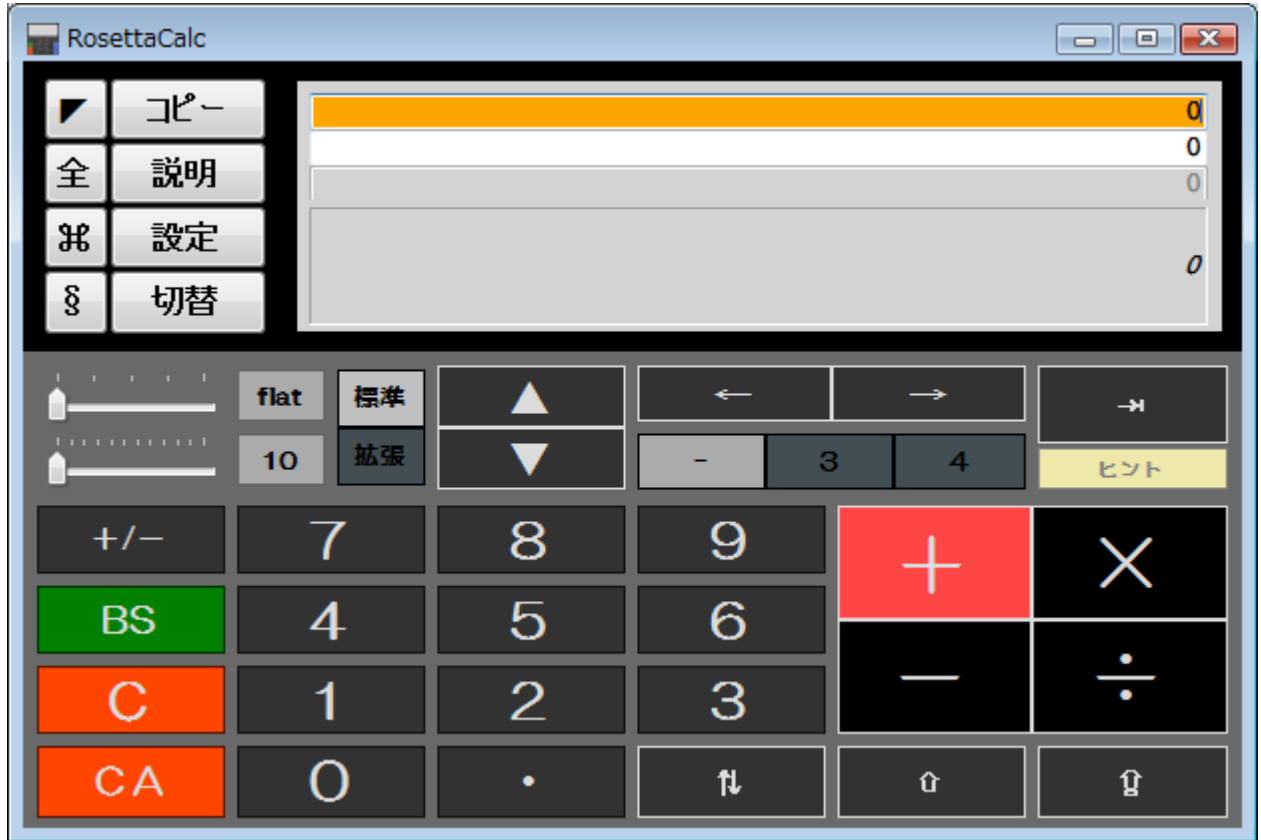 RosettaCalc
コピー
0
0
全 説明
0
⌘ 設定
0
§ 切替
flat 標準 ▲ ← → ⇥
10 拡張 ▼ - 3 4 ヒント
+/− 7 8 9 + ×
BS 4 5 6
C 1 2 3 − ÷
CA 0 . ⇅ ⇧ ⇪